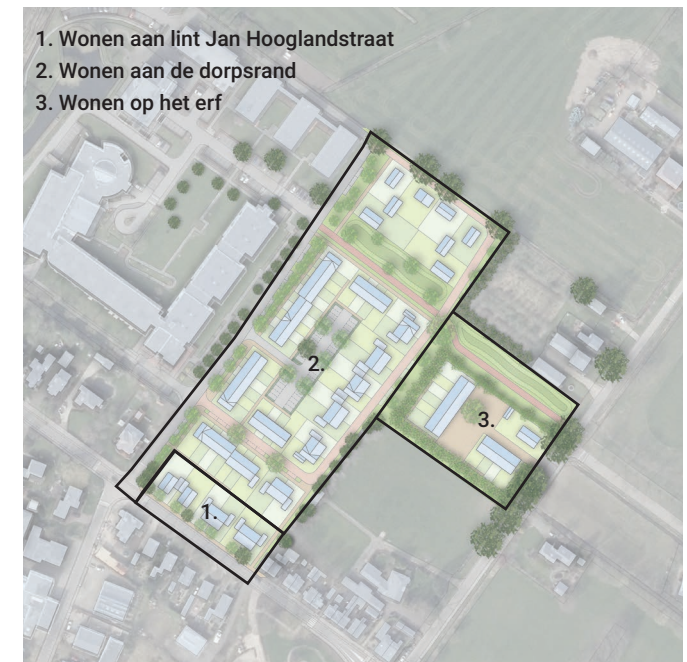 1. Wonen aan lint Jan Hooglandstraat
2. Wonen aan de dorpsrand
3. Wonen op het erf
2.
3.
1.